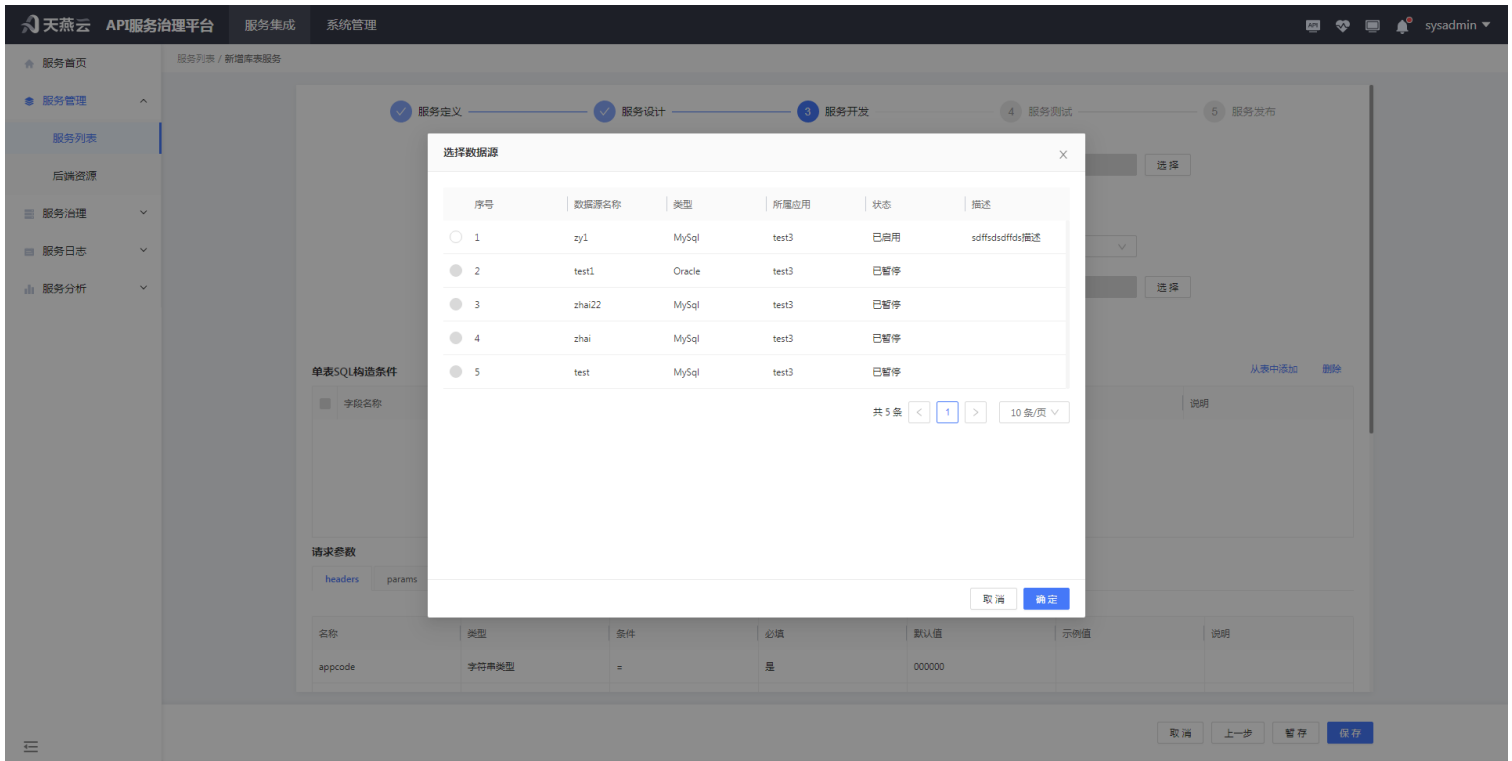 天燕云 API服务治理平台 服务集成 系统管理 API sysadmin
服务首页 服务列表 / 新增库表服务
服务管理
服务定义 服务设计 3 服务开发 4 服务测试 5 服务发布
服务列表
选择数据源
选择
后端资源
服务治理
序号 数据源名称 类型 所属应用 状态 描述
1 zy1 MySql test3 已启用 sdffsdsdffds描述
服务日志
2 test1 Oracle test3 已暂停
服务分析
选择
3 zhai22 MySql test3 已暂停
4 zhai MySql test3 已暂停
5 test MySql test3 已暂停
单表SQL构造条件 从表中添加 删除
字段名称 说明
共 5 条 < 1 > 10 条/页
请求参数
headers params
取消 确定
名称 类型 条件 必填 默认值 示例值 说明
appcode 字符串类型 = 是 000000
取消 上一步 暂存 保存